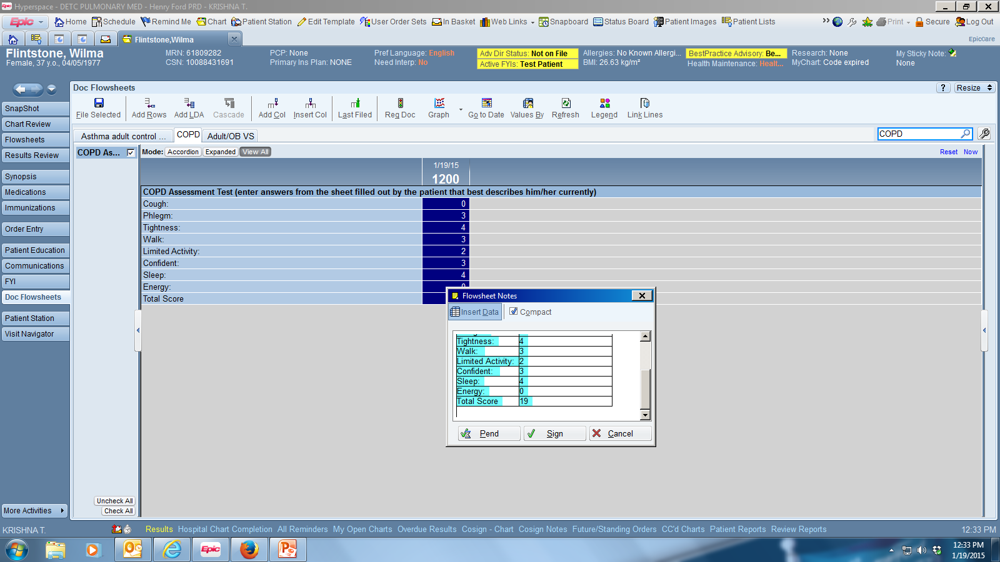 Hyperspace - DETC PULMONARY MED - Henry Ford PRD - KRISHNA T.
Epic Home Schedule Remind Me Chart Patient Station Edit Template User Order Sets In Basket Web Links Snapboard Status Board Patient Images Patient Lists » Print Secure Log Out
Flintstone,Wilma EpicCare
Flintstone, Wilma
Female, 37 y.o., 04/05/1977
MRN: 61809282
CSN: 10088431691
PCP: None
Primary Ins Plan: NONE
Pref Language: English
Need Interp: No
Adv Dir Status: Not on File
Active FYIs: Test Patient
Allergies: No Known Allergi...
BMI: 26.63 kg/m²
BestPractice Advisory: Be...
Health Maintenance: Healt...
Research: None
MyChart: Code expired
My Sticky Note:
None
Doc Flowsheets ? Resize
File Selected Add Rows Add LDA Cascade Add Col Insert Col Last Filed Reg Doc Graph Go to Date Values By Refresh Legend Link Lines
Asthma adult control ... COPD Adult/OB VS COPD
COPD As... Mode: Accordion Expanded View All Reset Now
SnapShot
Chart Review
Flowsheets
Results Review
Synopsis
Medications
Immunizations
Order Entry
Patient Education
Communications
FYI
Doc Flowsheets
Patient Station
Visit Navigator
More Activities
1/19/15
1200
COPD Assessment Test (enter answers from the sheet filled out by the patient that best describes him/her currently)
Cough: 0
Phlegm: 3
Tightness: 4
Walk: 3
Limited Activity: 2
Confident: 3
Sleep: 4
Energy:
Total Score
Flowsheet Notes
Insert Data Compact
Tightness: 4
Walk: 3
Limited Activity: 2
Confident: 3
Sleep: 4
Energy: 0
Total Score 19
Pend Sign Cancel
Uncheck All
Check All
KRISHNA T. Results Hospital Chart Completion All Reminders My Open Charts Overdue Results Cosign - Chart Cosign Notes Future/Standing Orders CC'd Charts Patient Reports Review Reports 12:33 PM
Epic
12:33 PM
1/19/2015